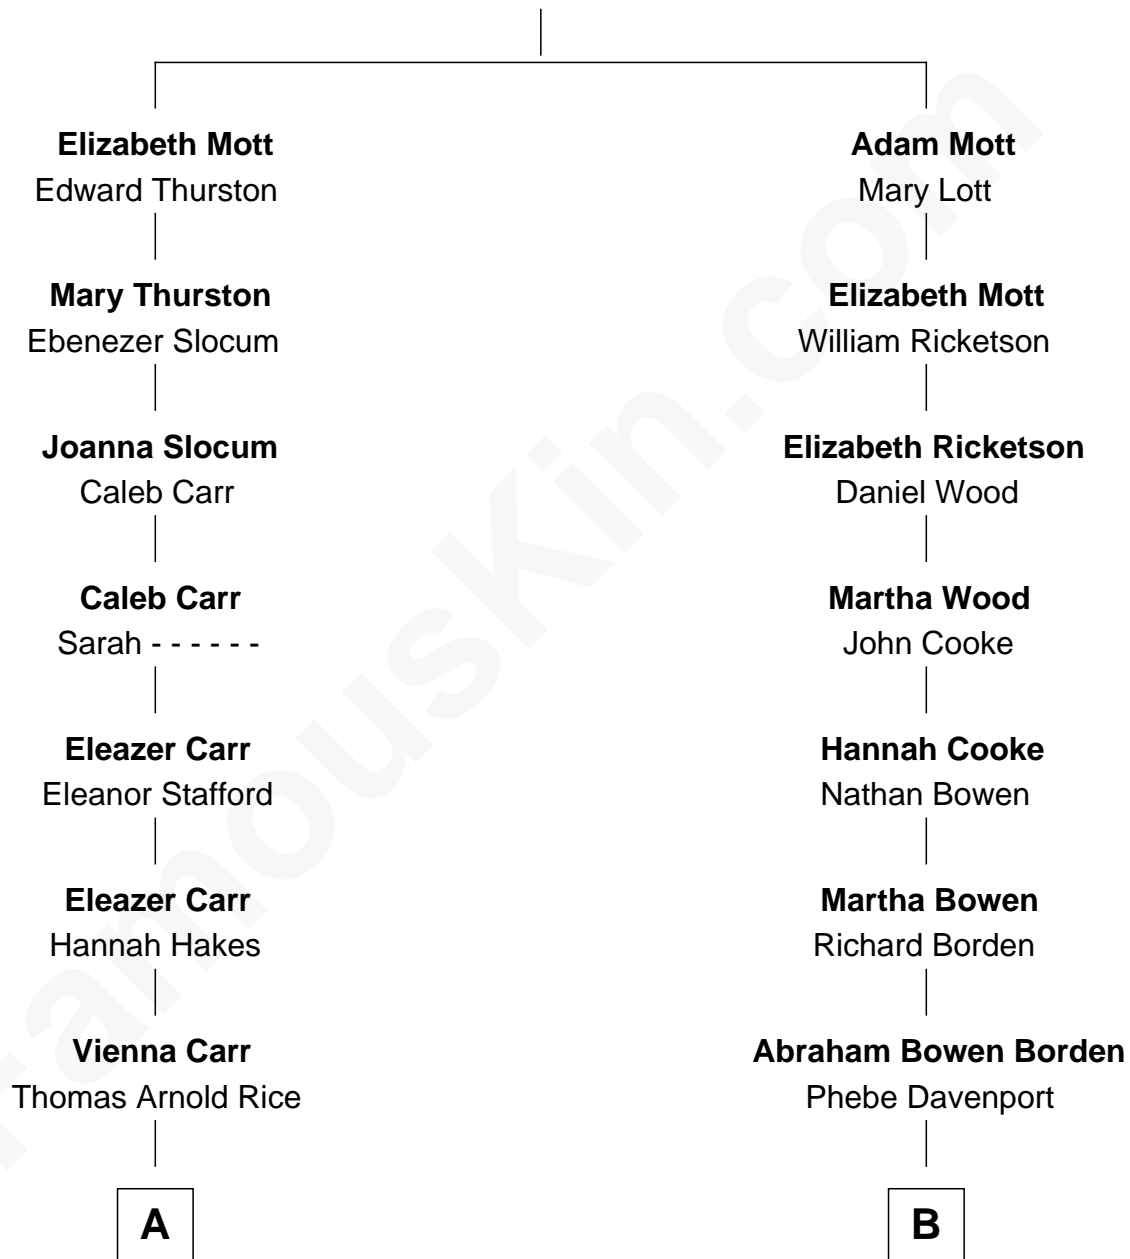 Elizabeth Mott
Edward Thurston
Mary Thurston
Ebenezer Slocum
Joanna Slocum
Caleb Carr
Caleb Carr
Sarah - - - - - -
Eleazer Carr
Eleanor Stafford
Eleazer Carr
Hannah Hakes
Vienna Carr
Thomas Arnold Rice
A
Adam Mott
Mary Lott
Elizabeth Mott
William Ricketson
Elizabeth Ricketson
Daniel Wood
Martha Wood
John Cooke
Hannah Cooke
Nathan Bowen
Martha Bowen
Richard Borden
Abraham Bowen Borden
Phebe Davenport
B
FamousKin.com